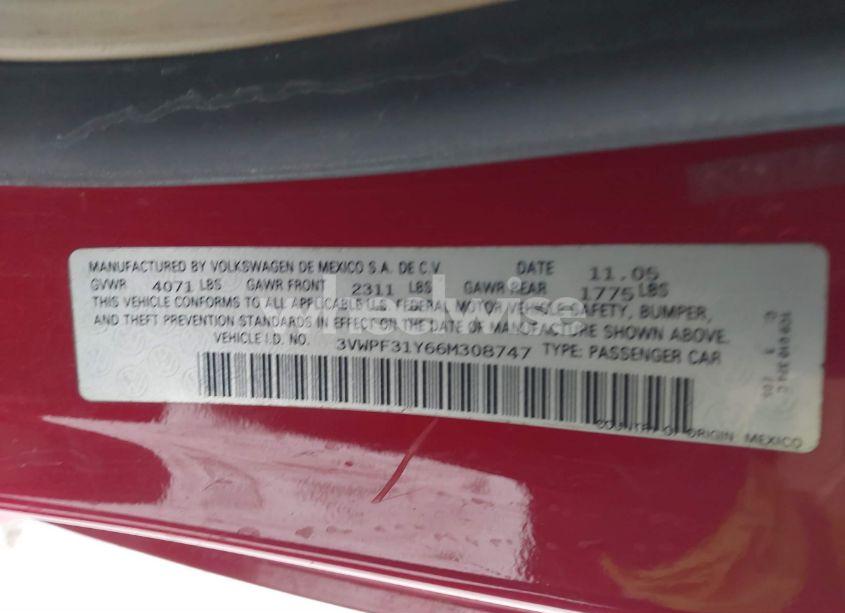 MANUFACTURED BY VOLKSWAGEN DE MEXICO S.A. DE C.V. DATE 11.05
GVWR 4071 LBS GAWR FRONT 2311 LBS GAWR REAR 1775 LBS
THIS VEHICLE CONFORMS TO ALL APPLICABLE U.S. FEDERAL MOTOR VEHICLE SAFETY, BUMPER,
AND THEFT PREVENTION STANDARDS IN EFFECT ON THE DATE OF MANUFACTURE SHOWN ABOVE.
VEHICLE I.D. NO. 3VWPF31Y66M308747 TYPE: PASSENGER CAR
COUNTRY OF ORIGIN MEXICO